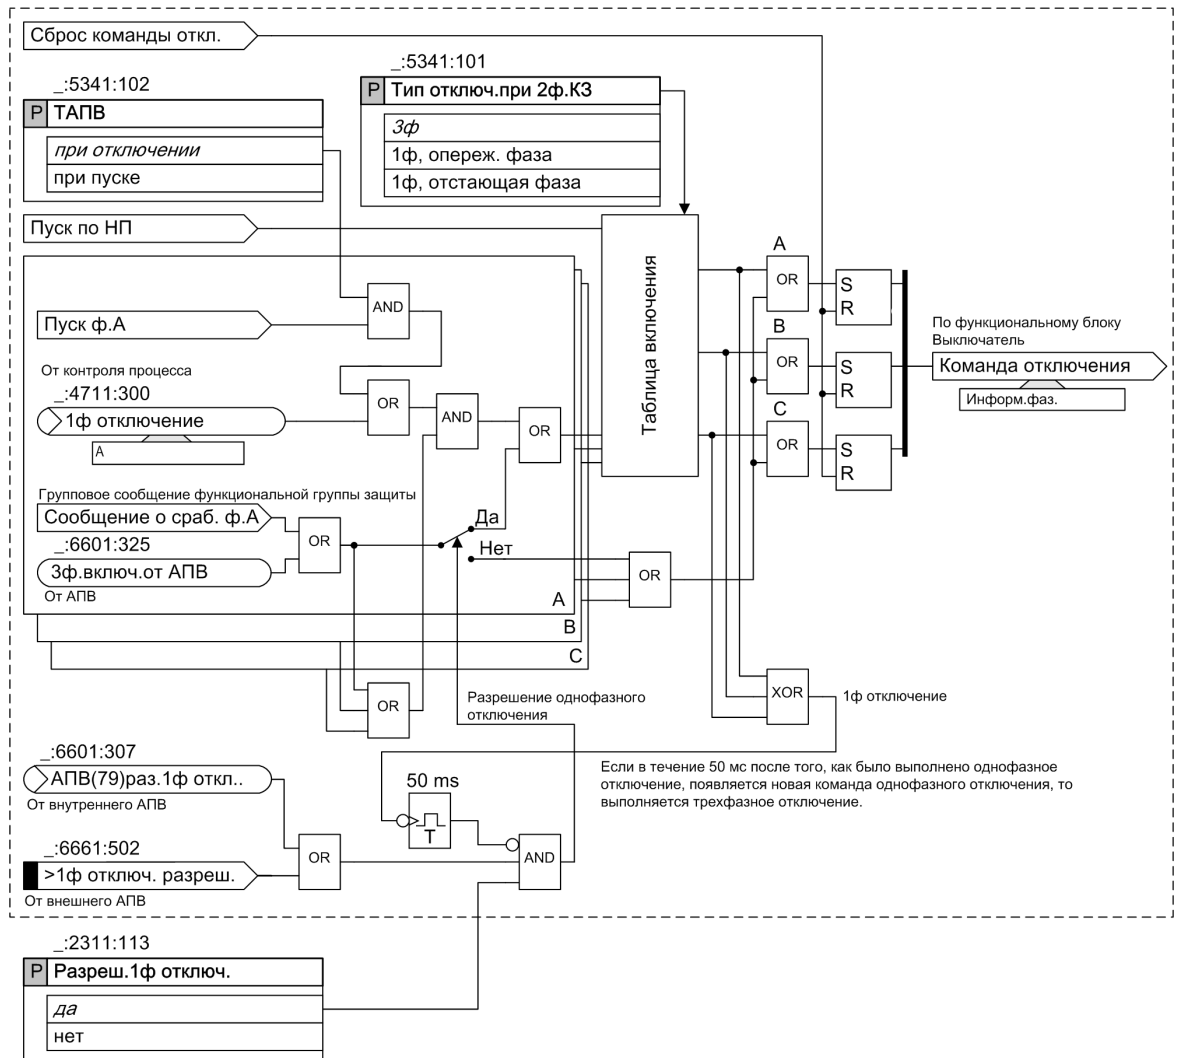 Сброс команды откл.
_:5341:102
P ТАПВ
при отключении
при пуске
_:5341:101
P Тип отключ.при 2ф.КЗ
3ф
1ф, опереж. фаза
1ф, отстающая фаза
Пуск по НП
Таблица включения
Пуск ф.А
AND
От контроля процесса
_:4711:300
1ф отключение
A
OR
AND
OR
Групповое сообщение функциональной группы защиты
Сообщение о сраб. ф.А
_:6601:325
3ф.включ.от АПВ
От АПВ
OR
Да
Нет
A
B
C
OR
OR
A
OR
B
OR
C
OR
S
R
S
R
S
R
По функциональному блоку
Выключатель
Команда отключения
Информ.фаз.
XOR
1ф отключение
Разрешение однофазного
отключения
_:6601:307
АПВ(79)раз.1ф откл..
От внутреннего АПВ
_:6661:502
>1ф отключ. разреш.
От внешнего АПВ
OR
50 ms
T
AND
Если в течение 50 мс после того, как было выполнено однофазное
отключение, появляется новая команда однофазного отключения, то
выполняется трехфазное отключение.
_:2311:113
P Разреш.1ф отключ.
да
нет